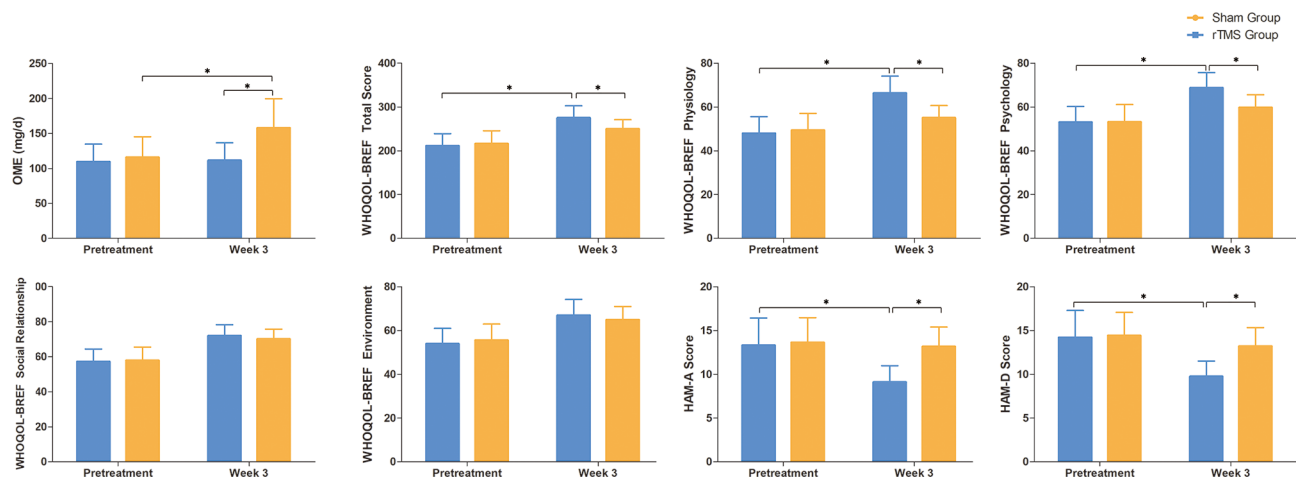 Sham Group
rTMS Group
OME (mg/d)
250
200
150
100
50
0
*
*
Pretreatment
Week 3
WHOQOL-BREF Total Score
400
300
200
100
0
*
*
Pretreatment
Week 3
WHOQOL-BREF Physiology
80
60
40
20
0
*
*
Pretreatment
Week 3
WHOQOL-BREF Psychology
80
60
40
20
0
*
*
Pretreatment
Week 3
WHOQOL-BREF Social Relationship
00
80
60
40
20
00
Pretreatment
Week 3
WHOQOL-BREF Environment
80
60
40
20
0
Pretreatment
Week 3
HAM-A Score
20
15
10
5
0
*
*
Pretreatment
Week 3
HAM-D Score
20
15
10
5
0
*
*
Pretreatment
Week 3